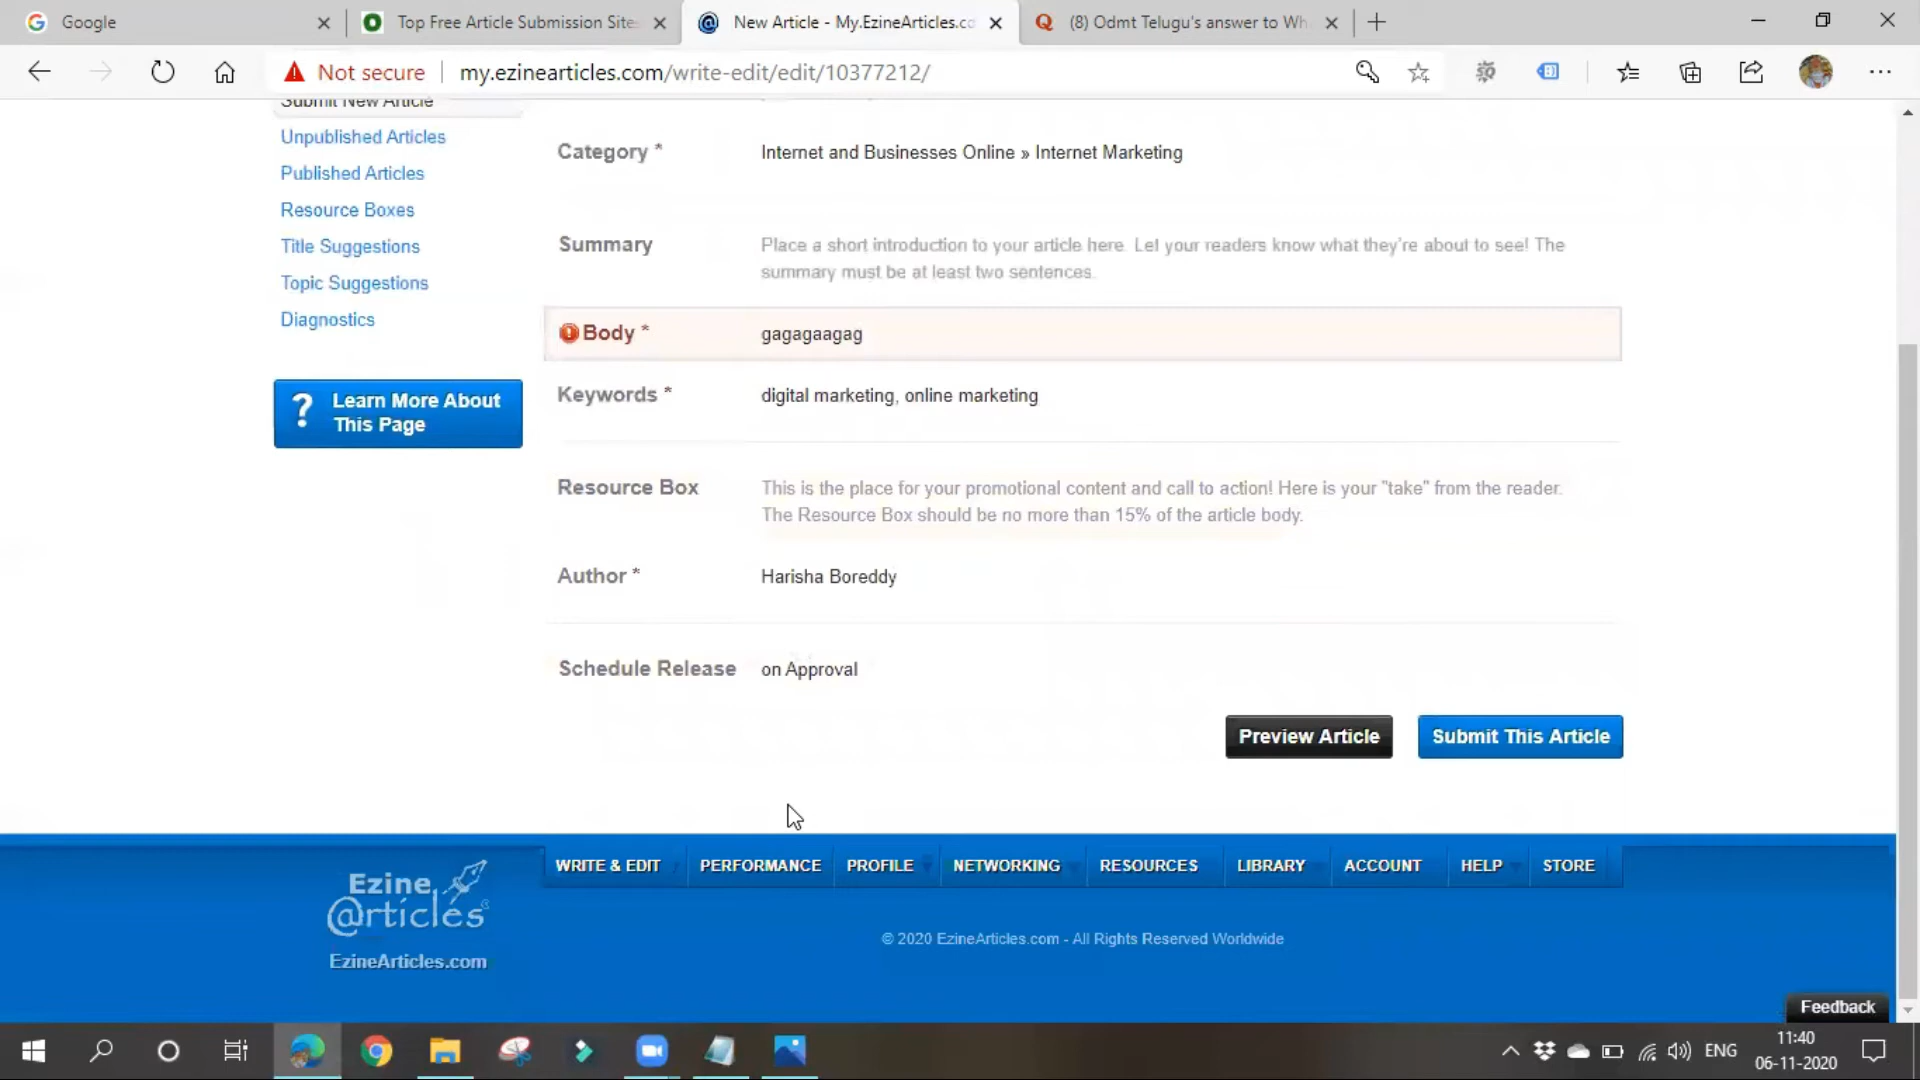 Google
Top Free Article Submission Site
New Article - My.EzineArticles.co
(8) Odmt Telugu's answer to Wh
Not secure
my.ezinearticles.com/write-edit/edit/10377212/
Submit New Article
Unpublished Articles
Published Articles
Resource Boxes
Title Suggestions
Topic Suggestions
Diagnostics
? Learn More About
This Page
Category * Internet and Businesses Online » Internet Marketing
Summary Place a short introduction to your article here. Let your readers know what they're about to see! The
summary must be at least two sentences.
Body * gagagaagag
Keywords * digital marketing, online marketing
Resource Box This is the place for your promotional content and call to action! Here is your "take" from the reader.
The Resource Box should be no more than 15% of the article body.
Author * Harisha Boreddy
Schedule Release on Approval
Preview Article Submit This Article
WRITE & EDIT PERFORMANCE PROFILE NETWORKING RESOURCES LIBRARY ACCOUNT HELP STORE
Ezine
@rticles
EzineArticles.com
© 2020 EzineArticles.com - All Rights Reserved Worldwide
Feedback
ENG
11:40
06-11-2020